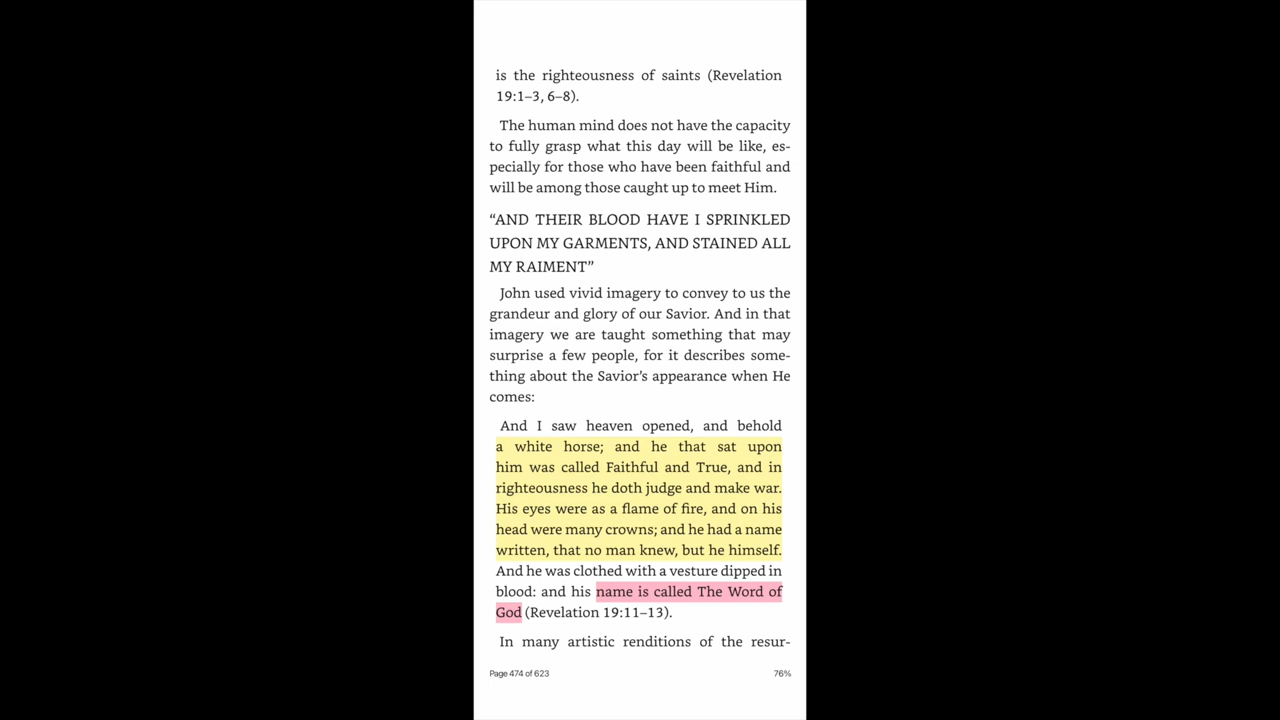 is the righteousness of saints (Revelation
19:1–3, 6–8).
The human mind does not have the capacity
to fully grasp what this day will be like, es-
pecially for those who have been faithful and
will be among those caught up to meet Him.
“AND THEIR BLOOD HAVE I SPRINKLED
UPON MY GARMENTS, AND STAINED ALL
MY RAIMENT”
John used vivid imagery to convey to us the
grandeur and glory of our Savior. And in that
imagery we are taught something that may
surprise a few people, for it describes some-
thing about the Savior’s appearance when He
comes:
And I saw heaven opened, and behold
a white horse; and he that sat upon
him was called Faithful and True, and in
righteousness he doth judge and make war.
His eyes were as a flame of fire, and on his
head were many crowns; and he had a name
written, that no man knew, but he himself.
And he was clothed with a vesture dipped in
blood: and his name is called The Word of
God (Revelation 19:11–13).
In many artistic renditions of the resur-
Page 474 of 623 76%